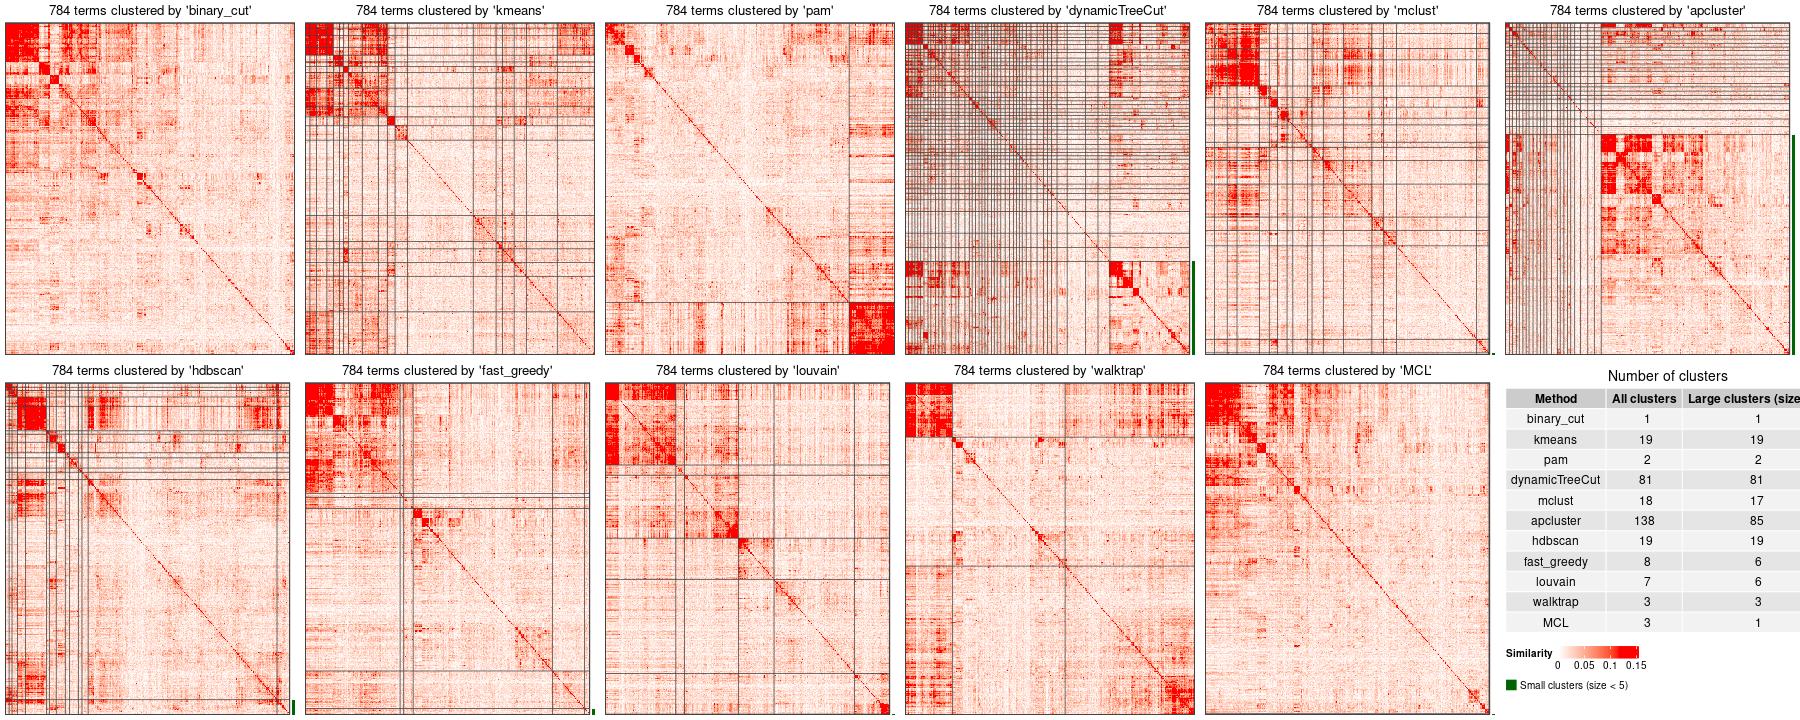 784 terms clustered by 'binary_cut'
784 terms clustered by 'kmeans'
784 terms clustered by 'pam'
784 terms clustered by 'dynamicTreeCut'
784 terms clustered by 'mclust'
784 terms clustered by 'apcluster'
784 terms clustered by 'hdbscan'
784 terms clustered by 'fast_greedy'
784 terms clustered by 'louvain'
784 terms clustered by 'walktrap'
784 terms clustered by 'MCL'
Number of clusters
Method All clusters Large clusters (size
binary_cut 1 1
kmeans 19 19
pam 2 2
dynamicTreeCut 81 81
mclust 18 17
apcluster 138 85
hdbscan 19 19
fast_greedy 8 6
louvain 7 6
walktrap 3 3
MCL 3 1
Similarity
0 0.05 0.1 0.15
Small clusters (size < 5)